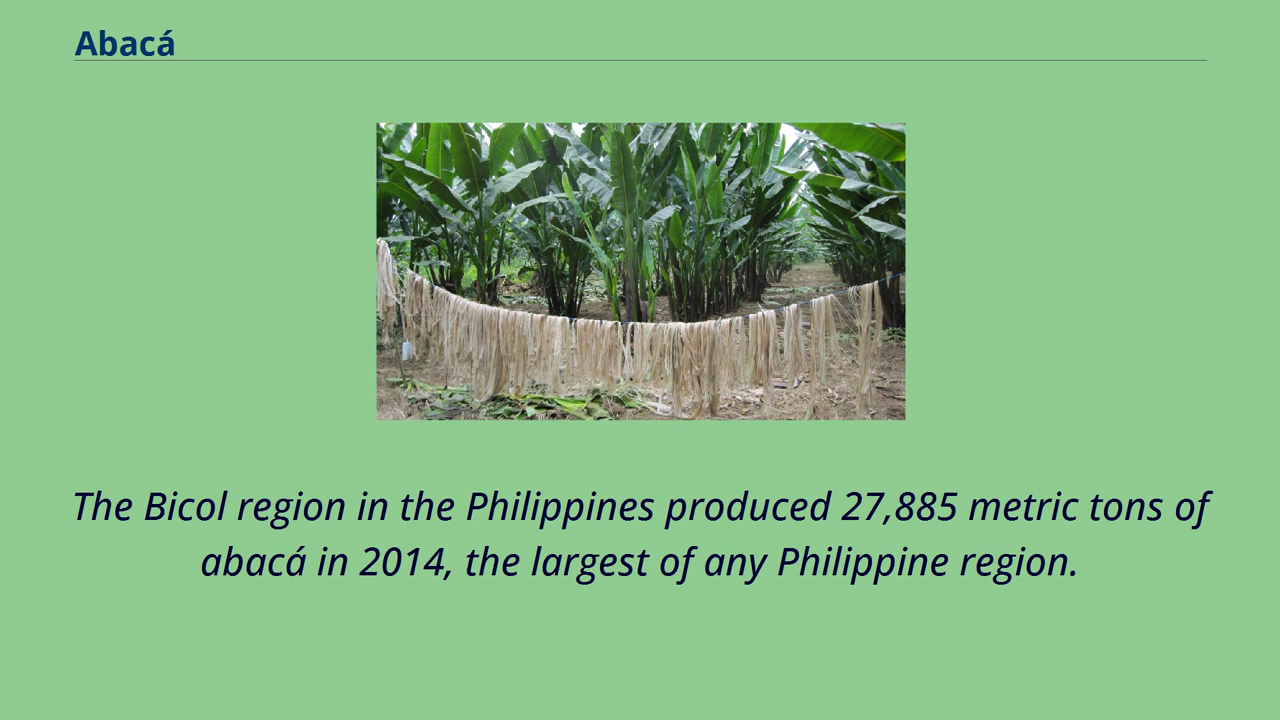 Abacá
The Bicol region in the Philippines produced 27,885 metric tons of
abacá in 2014, the largest of any Philippine region.